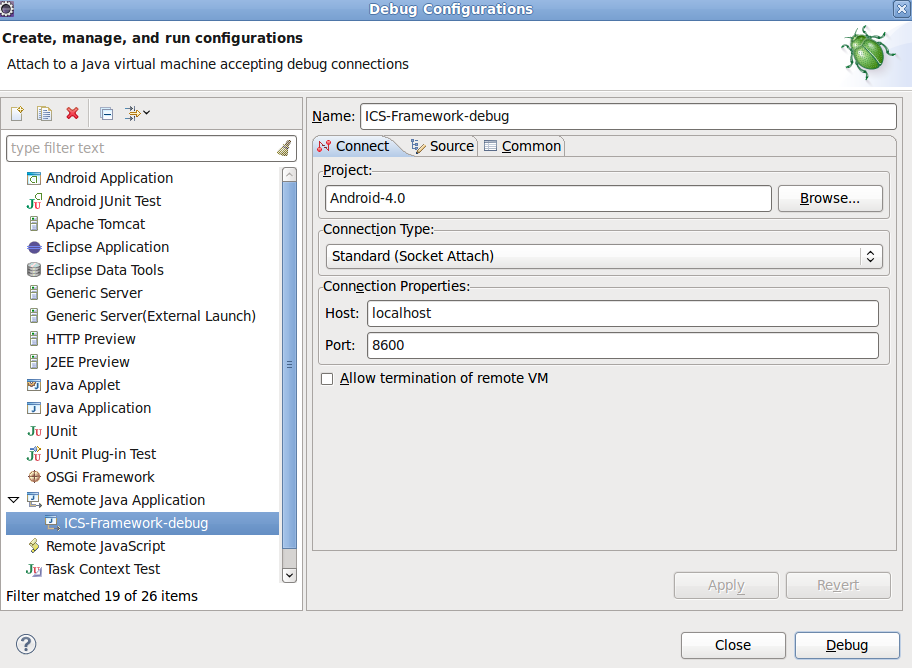 Debug Configurations
Create, manage, and run configurations
Attach to a Java virtual machine accepting debug connections
type filter text
Android Application
Android JUnit Test
Apache Tomcat
Eclipse Application
Eclipse Data Tools
Generic Server
Generic Server(External Launch)
HTTP Preview
J2EE Preview
Java Applet
Java Application
JUnit
JUnit Plug-in Test
OSGi Framework
Remote Java Application
ICS-Framework-debug
Remote JavaScript
Task Context Test
Filter matched 19 of 26 items
Name: ICS-Framework-debug
Connect Source Common
Project:
Android-4.0 Browse...
Connection Type:
Standard (Socket Attach)
Connection Properties:
Host: localhost
Port: 8600
Allow termination of remote VM
Apply Revert
Close Debug